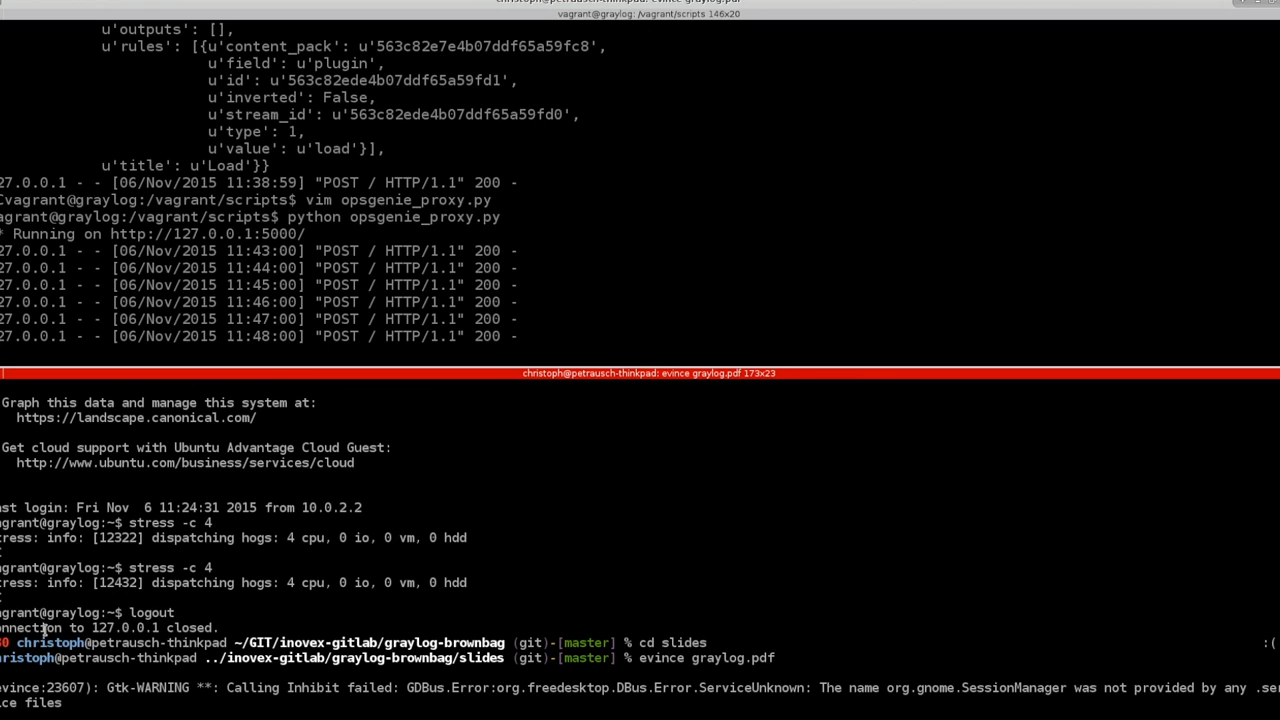 christoph@petrausch-thinkpad: evince graylog.pdf
vagrant@graylog: /vagrant/scripts 146x20
u'outputs': [],
u'rules': [{u'content_pack': u'563c82e7e4b07ddf65a59fc8',
u'field': u'plugin',
u'id': u'563c82ede4b07ddf65a59fd1',
u'inverted': False,
u'stream_id': u'563c82ede4b07ddf65a59fd0',
u'type': 1,
u'value': u'load'}],
u'title': u'Load'}}
27.0.0.1 - - [06/Nov/2015 11:38:59] "POST / HTTP/1.1" 200 -
Cvagrant@graylog:/vagrant/scripts$ vim opsgenie_proxy.py
agrant@graylog:/vagrant/scripts$ python opsgenie_proxy.py
* Running on http://127.0.0.1:5000/
27.0.0.1 - - [06/Nov/2015 11:43:00] "POST / HTTP/1.1" 200 -
27.0.0.1 - - [06/Nov/2015 11:44:00] "POST / HTTP/1.1" 200 -
27.0.0.1 - - [06/Nov/2015 11:45:00] "POST / HTTP/1.1" 200 -
27.0.0.1 - - [06/Nov/2015 11:46:00] "POST / HTTP/1.1" 200 -
27.0.0.1 - - [06/Nov/2015 11:47:00] "POST / HTTP/1.1" 200 -
27.0.0.1 - - [06/Nov/2015 11:48:00] "POST / HTTP/1.1" 200 -
christoph@petrausch-thinkpad: evince graylog.pdf 173x23
Graph this data and manage this system at:
https://landscape.canonical.com/
Get cloud support with Ubuntu Advantage Cloud Guest:
http://www.ubuntu.com/business/services/cloud
ast login: Fri Nov  6 11:24:31 2015 from 10.0.2.2
agrant@graylog:~$ stress -c 4
tress: info: [12322] dispatching hogs: 4 cpu, 0 io, 0 vm, 0 hdd
C
agrant@graylog:~$ stress -c 4
tress: info: [12432] dispatching hogs: 4 cpu, 0 io, 0 vm, 0 hdd
C
agrant@graylog:~$ logout
onnection to 127.0.0.1 closed.
30 christoph@petrausch-thinkpad ~/GIT/inovex-gitlab/graylog-brownbag (git)-[master] % cd slides :(
hristoph@petrausch-thinkpad ../inovex-gitlab/graylog-brownbag/slides (git)-[master] % evince graylog.pdf
evince:23607): Gtk-WARNING **: Calling Inhibit failed: GDBus.Error:org.freedesktop.DBus.Error.ServiceUnknown: The name org.gnome.SessionManager was not provided by any .ser
ice files